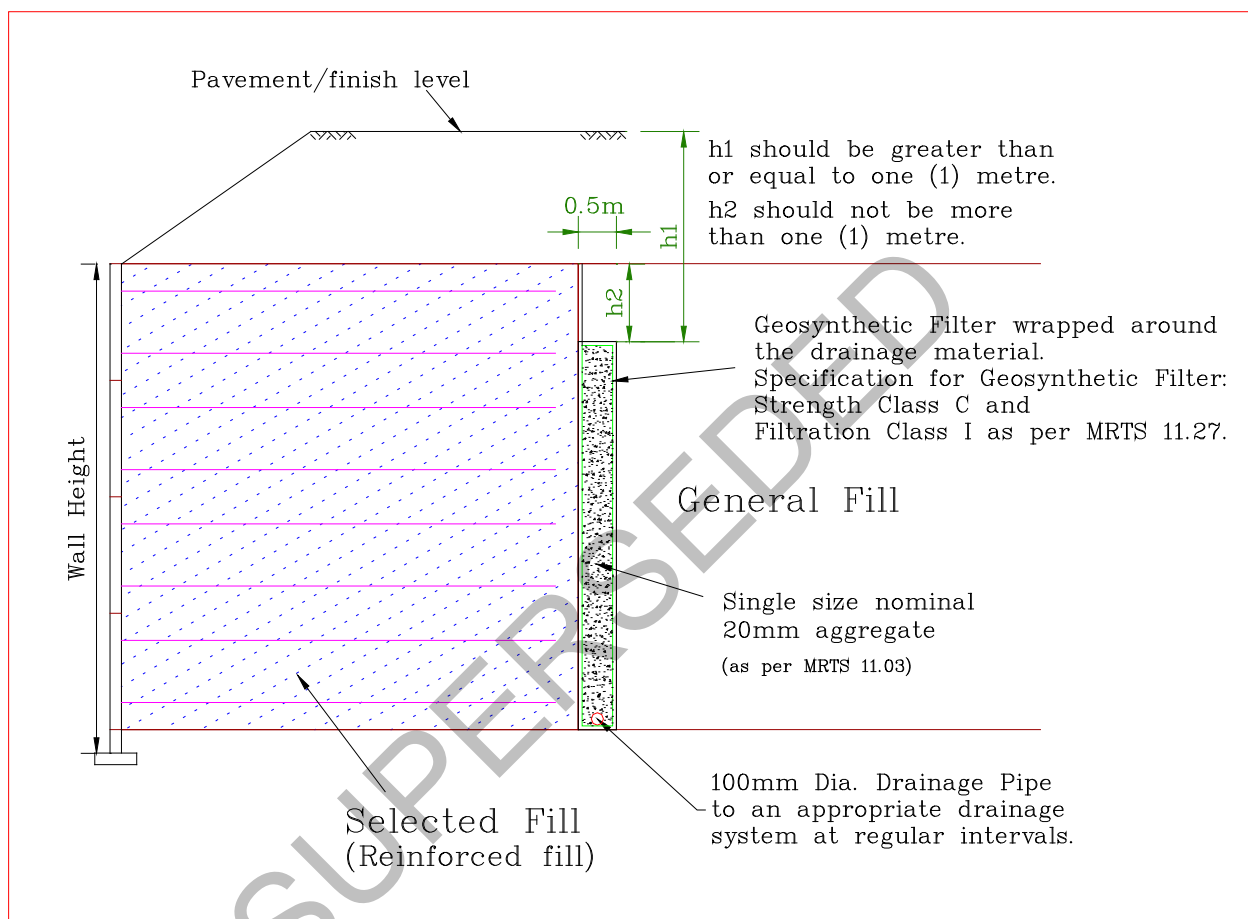 Pavement/finish level
h1 should be greater than
or equal to one (1) metre.
h2 should not be more
than one (1) metre.
0.5m
h1
h2
Geosynthetic Filter wrapped around
the drainage material.
Specification for Geosynthetic Filter:
Strength Class C and
Filtration Class I as per MRTS 11.27.
Wall Height
General Fill
Single size nominal
20mm aggregate
(as per MRTS 11.03)
100mm Dia. Drainage Pipe
to an appropriate drainage
system at regular intervals.
Selected Fill
(Reinforced fill)
SUPERSEDED